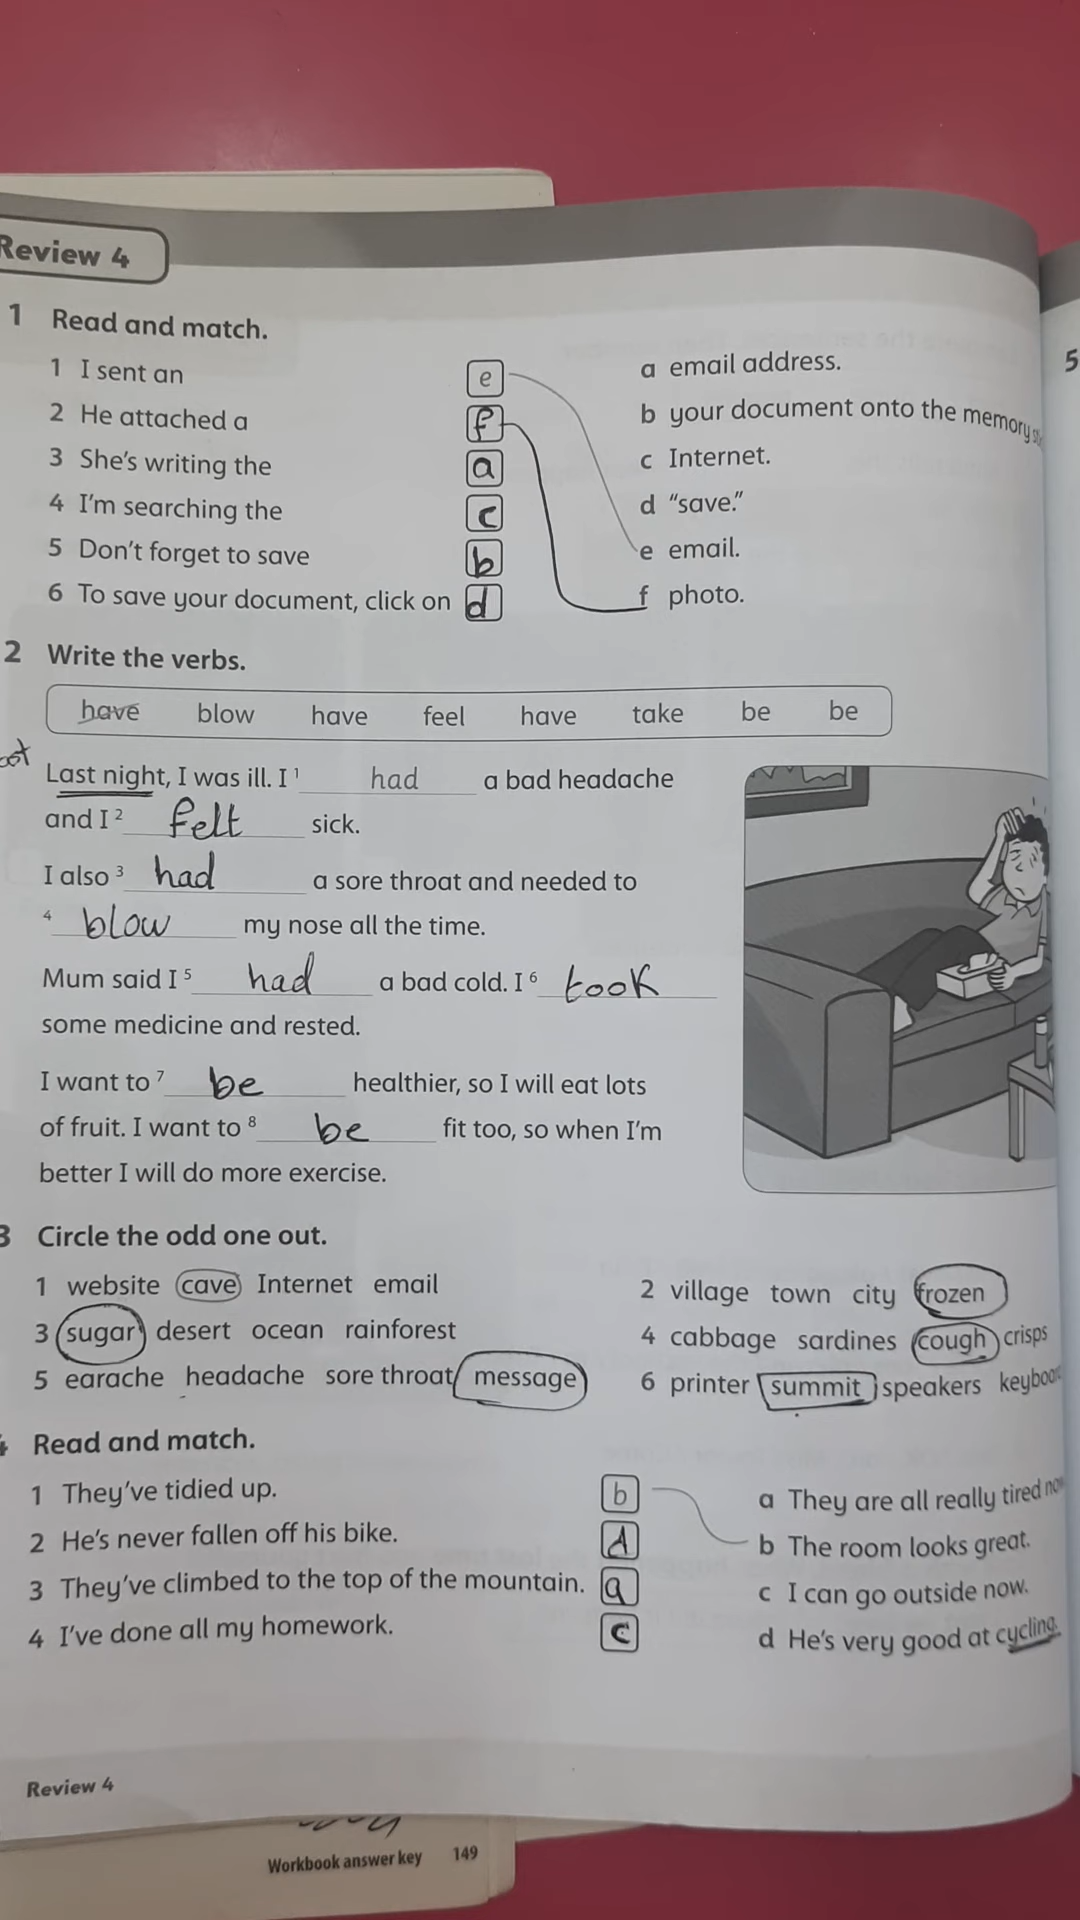 Review 4
1 Read and match.
1 I sent an e a email address.
2 He attached a f b your document onto the memory
3 She's writing the a c Internet.
4 I'm searching the c d "save."
5 Don't forget to save b e email.
6 To save your document, click on d f photo.
2 Write the verbs.
have blow have feel have take be be
Last night, I was ill. I 1 had a bad headache
and I 2 felt sick.
I also 3 had a sore throat and needed to
4 blow my nose all the time.
Mum said I 5 had a bad cold. I 6 took
some medicine and rested.
I want to 7 be healthier, so I will eat lots
of fruit. I want to 8 be fit too, so when I'm
better I will do more exercise.
3 Circle the odd one out.
1 website cave Internet email 2 village town city frozen
3 sugar desert ocean rainforest 4 cabbage sardines cough crisps
5 earache headache sore throat message 6 printer summit speakers
Read and match.
1 They've tidied up. b a They are all really tired
2 He's never fallen off his bike. d b The room looks great.
3 They've climbed to the top of the mountain. a c I can go outside now.
4 I've done all my homework. c d He's very good at cycling.
Review 4
Workbook answer key 149
5